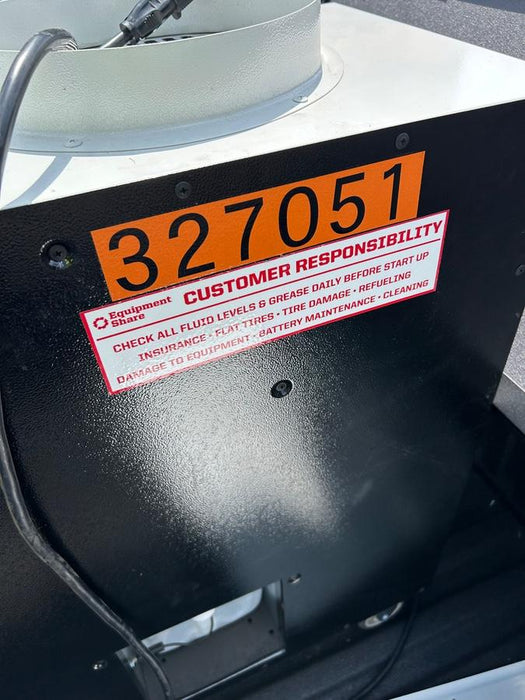 327051
Equipment Share
CUSTOMER RESPONSIBILITY
CHECK ALL FLUID LEVELS & GREASE DAILY BEFORE START UP
INSURANCE • FLAT TIRES • TIRE DAMAGE • REFUELING
DAMAGE TO EQUIPMENT • BATTERY MAINTENANCE • CLEANING